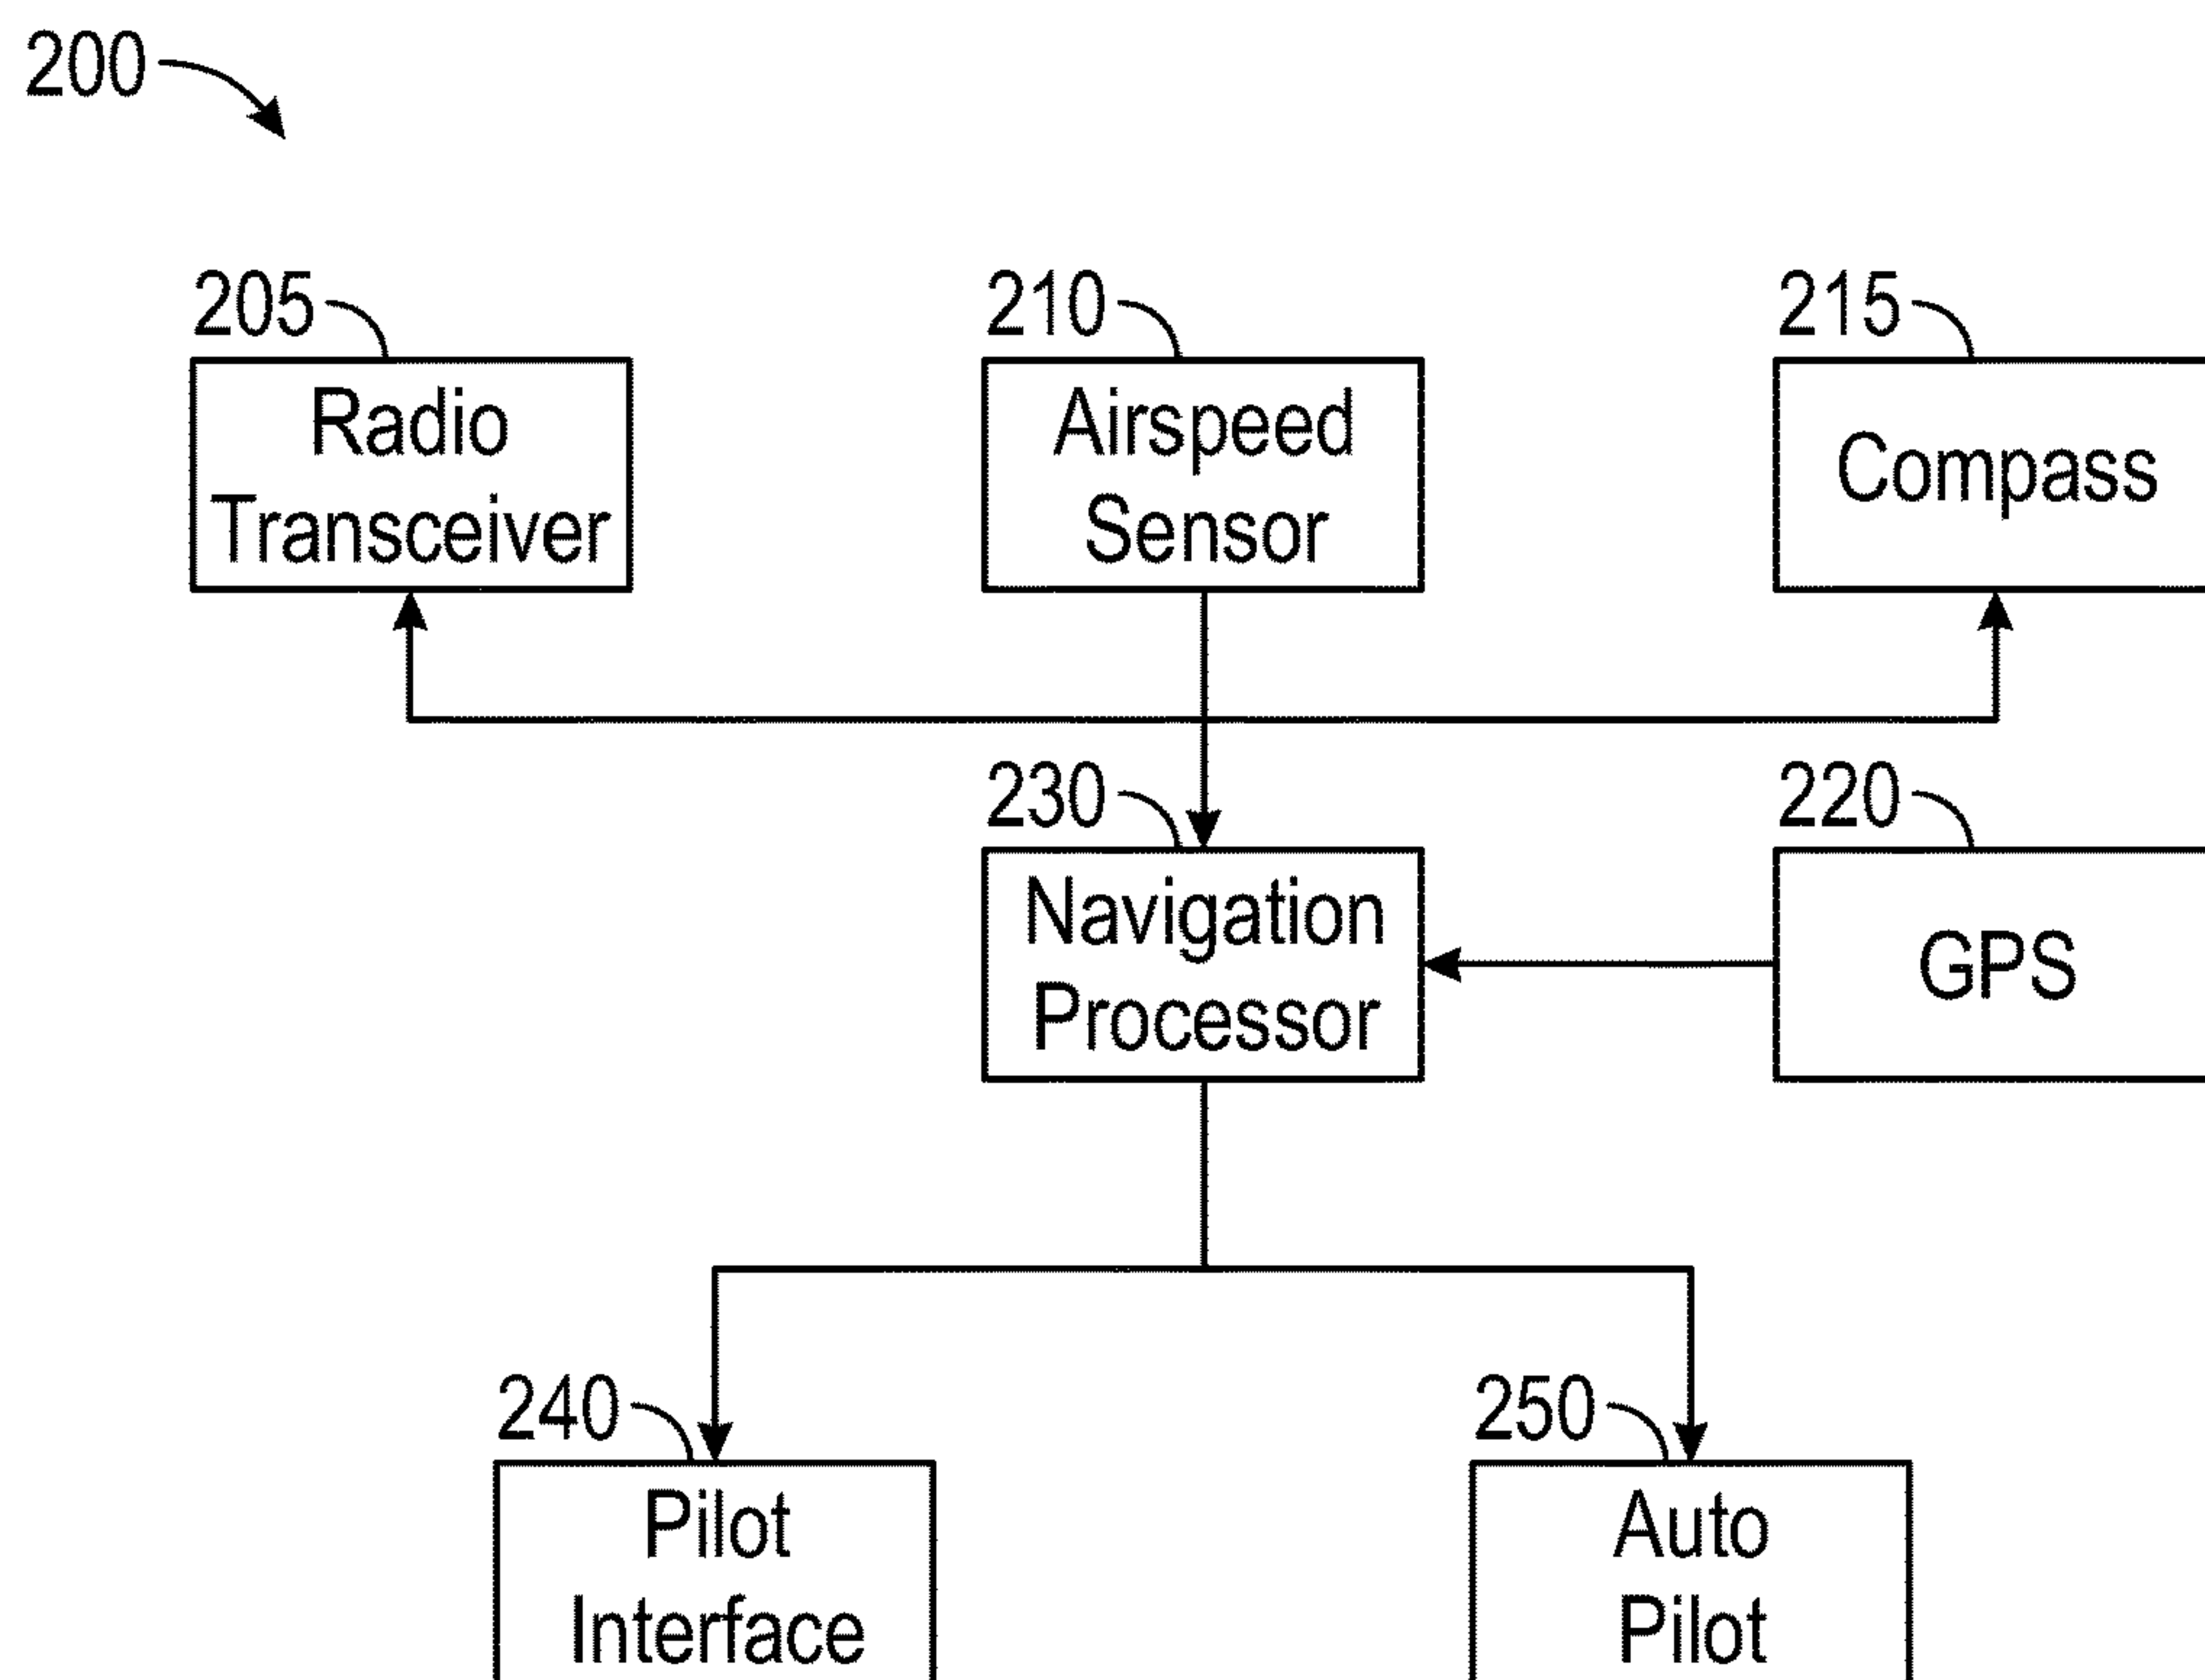 200
205
210
215
Radio
Transceiver
Airspeed
Sensor
Compass
230
220
Navigation
Processor
GPS
240
250
Pilot
Interface
Auto
Pilot